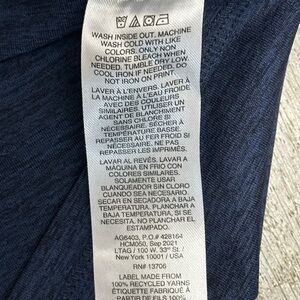 WASH INSIDE OUT. MACHINE
WASH COLD WITH LIKE
COLORS. ONLY NON
CHLORINE BLEACH WHEN
NEEDED. TUMBLE DRY LOW.
COOL IRON IF NEEDED. DO
NOT IRON ON PRINT.
LAVER À L'ENVERS. LAVER À
LA MACHINE À L'EAU FROIDE
AVEC DES COULEURS
SIMILAIRES. UTILISER UN
AGENT DE BLANCHIMENT
SANS CHLORE SI
NÉCESSAIRE. SÉCHER À
TEMPÉRATURE BASSE.
REPASSER AU FER FROID SI
NÉCESSAIRE. NE PAS
REPASSER LES IMPRIMÉS.
LAVAR AL REVÉS. LAVAR A
MÁQUINA EN FRIO CON
COLORES SIMILARES.
SOLAMENTE USAR
BLANQUEADOR SIN CLORO
CUANDO SEA NECESARIO.
SECAR EN SECADORA A BAJA
TEMPERATURA. PLANCHAR A
BAJA TEMPERATURA, SI SE
NECESITA. NO PLANCHAR EL
ESTAMPADO.
AG6403, P.O.# 428164
HCM050, Sep 2021
LTAG / 100 W. 33rd St.
New York 10001
RN# 13706
LABEL MADE FROM
100% RECYCLED YARNS
ÉTIQUETTE FABRIQUÉE À
PARTIR DE FILS 100%